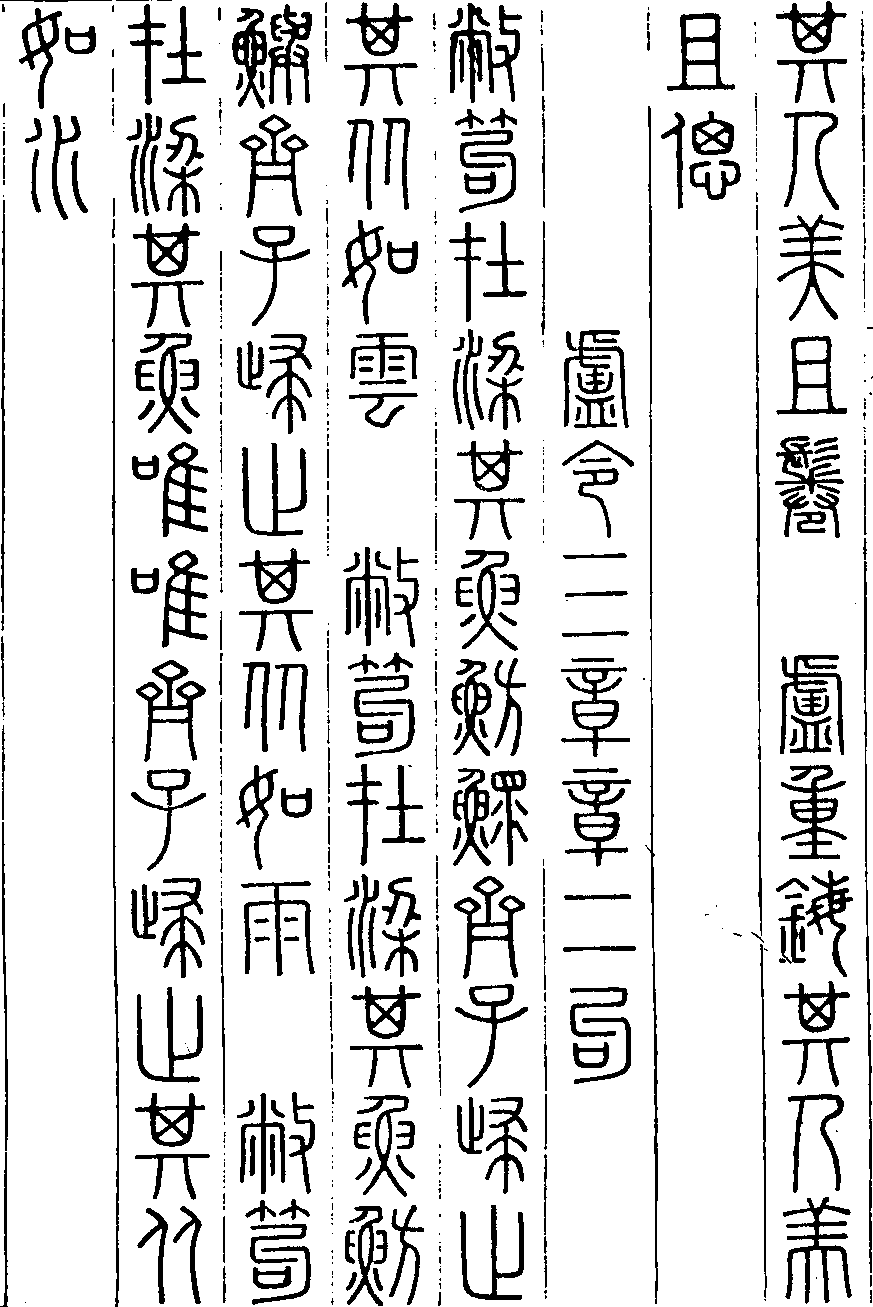 其人美且鬈 盧重鋂其人美
且偲
盧令三章章二句
敝笱在梁其魚魴鰥齊子歸止
其从如雲 敝笱在梁其魚魴
鱮齊子歸止其从如雨 敝笱
在梁其魚唯唯齊子歸止其从
如水